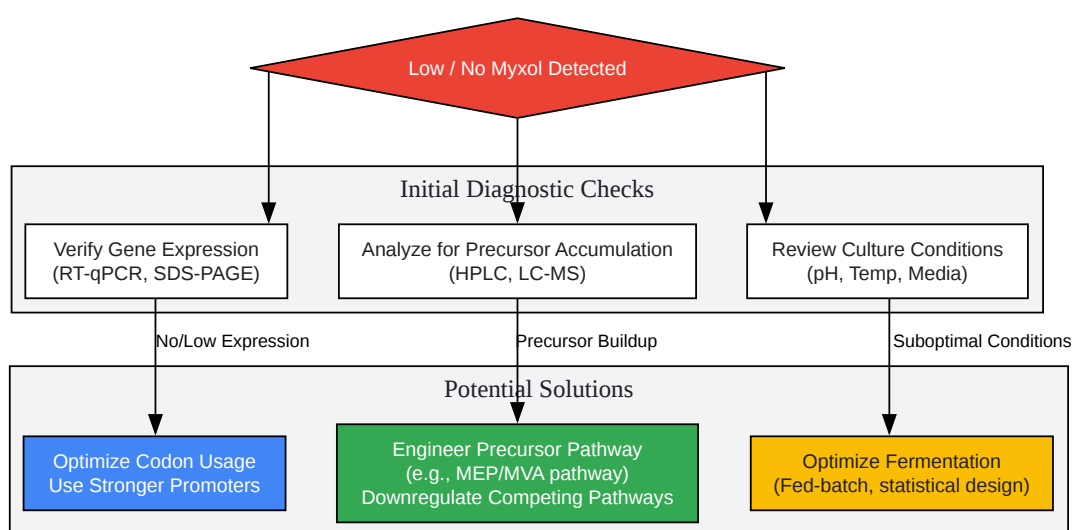 Low / No Myxol Detected
Initial Diagnostic Checks
Verify Gene Expression
(RT-qPCR, SDS-PAGE)
Analyze for Precursor Accumulation
(HPLC, LC-MS)
Review Culture Conditions
(pH, Temp, Media)
No/Low Expression
Precursor Buildup
Suboptimal Conditions
Potential Solutions
Optimize Codon Usage
Use Stronger Promoters
Engineer Precursor Pathway
(e.g., MEP/MVA pathway)
Downregulate Competing Pathways
Optimize Fermentation
(Fed-batch, statistical design)